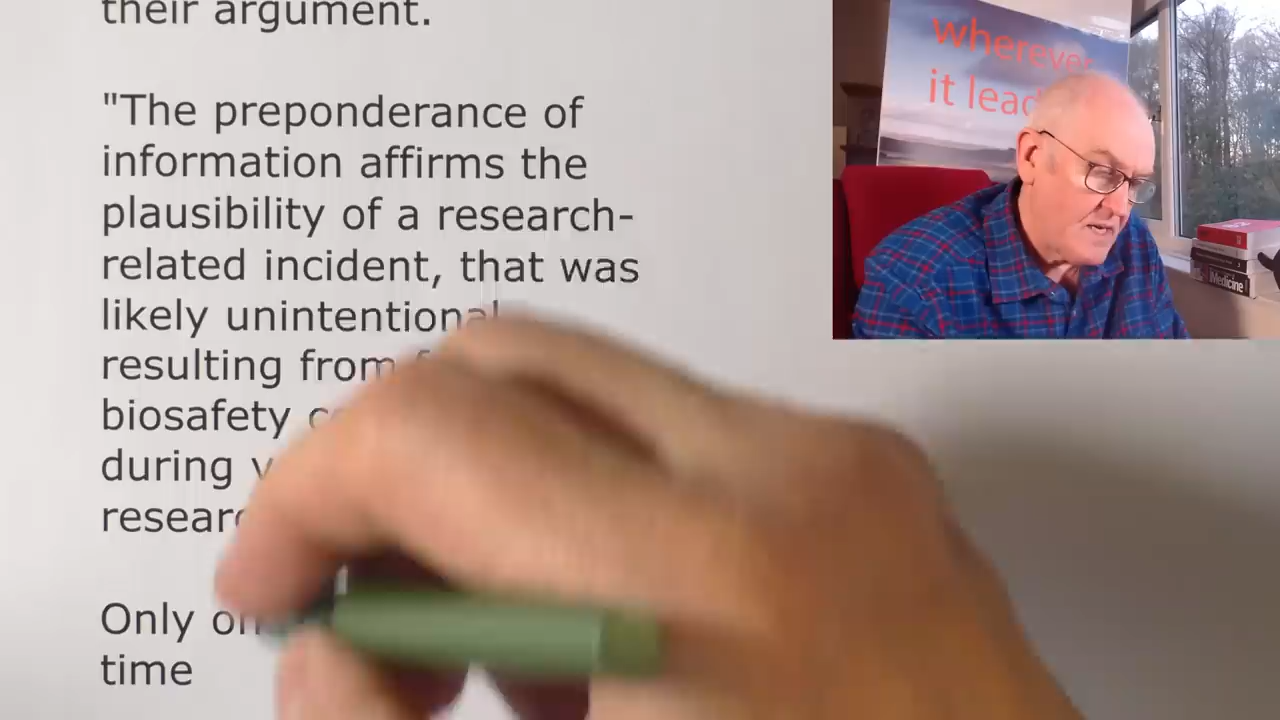 their argument.
"The preponderance of
information affirms the
plausibility of a research-
related incident, that was
likely unintentional
resulting from
biosafety
during
Only
time
wherever
it lead
iMedicine